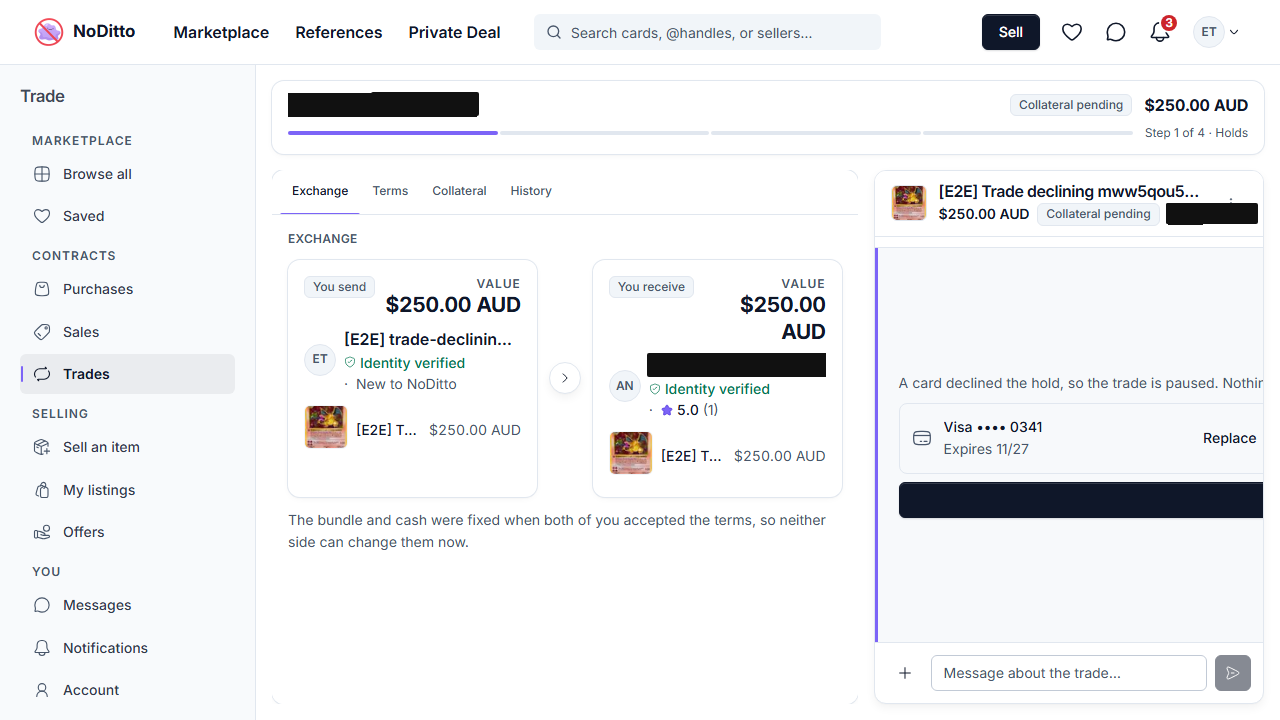 NoDitto
Marketplace
References
Private Deal
Search cards, @handles, or sellers...
Sell
3
ET
Trade
MARKETPLACE
Browse all
Saved
CONTRACTS
Purchases
Sales
Trades
SELLING
Sell an item
My listings
Offers
YOU
Messages
Notifications
Account
Collateral pending
$250.00 AUD
Step 1 of 4 · Holds
Exchange
Terms
Collateral
History
EXCHANGE
You send
VALUE
$250.00 AUD
ET
[E2E] trade-declinin...
Identity verified
· New to NoDitto
[E2E] T...
$250.00 AUD
You receive
VALUE
$250.00
AUD
AN
Identity verified
· 5.0 (1)
[E2E] T...
$250.00 AUD
The bundle and cash were fixed when both of you accepted the terms, so neither
side can change them now.
[E2E] Trade declining mww5qou5...
$250.00 AUD
Collateral pending
A card declined the hold, so the trade is paused. Nothin
Visa •••• 0341
Expires 11/27
Replace
Message about the trade...